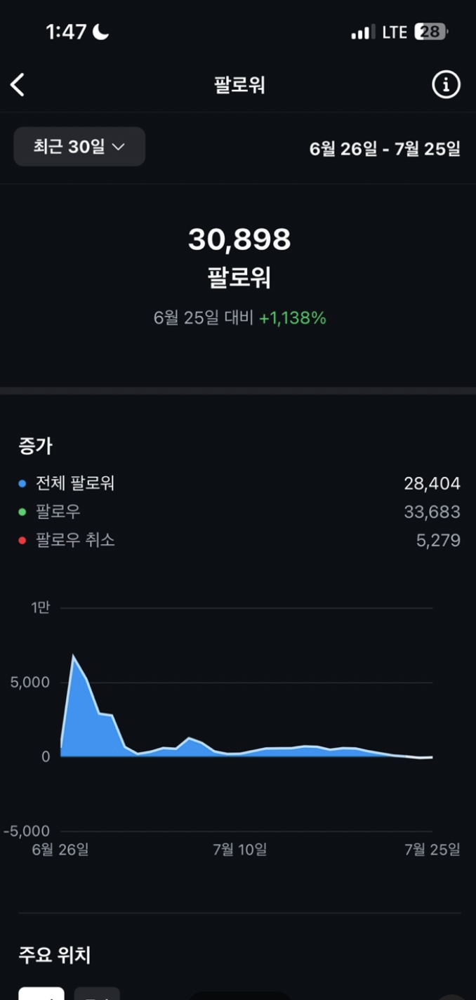 1:47 LTE 28
팔로워
최근 30일 6월 26일 - 7월 25일
30,898
팔로워
6월 25일 대비 +1,138%
증가
전체 팔로워 28,404
팔로우 33,683
팔로우 취소 5,279
1만
5,000
0
-5,000
6월 26일 7월 10일 7월 25일
주요 위치